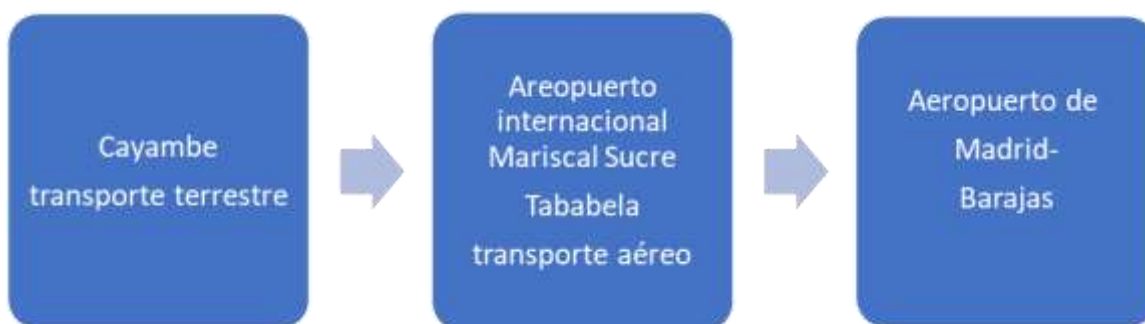 Cayambe
transporte terrestre
Areopuerto
internacional
Mariscal Sucre
Tababela
transporte aéreo
Aeropuerto de
Madrid-
Barajas